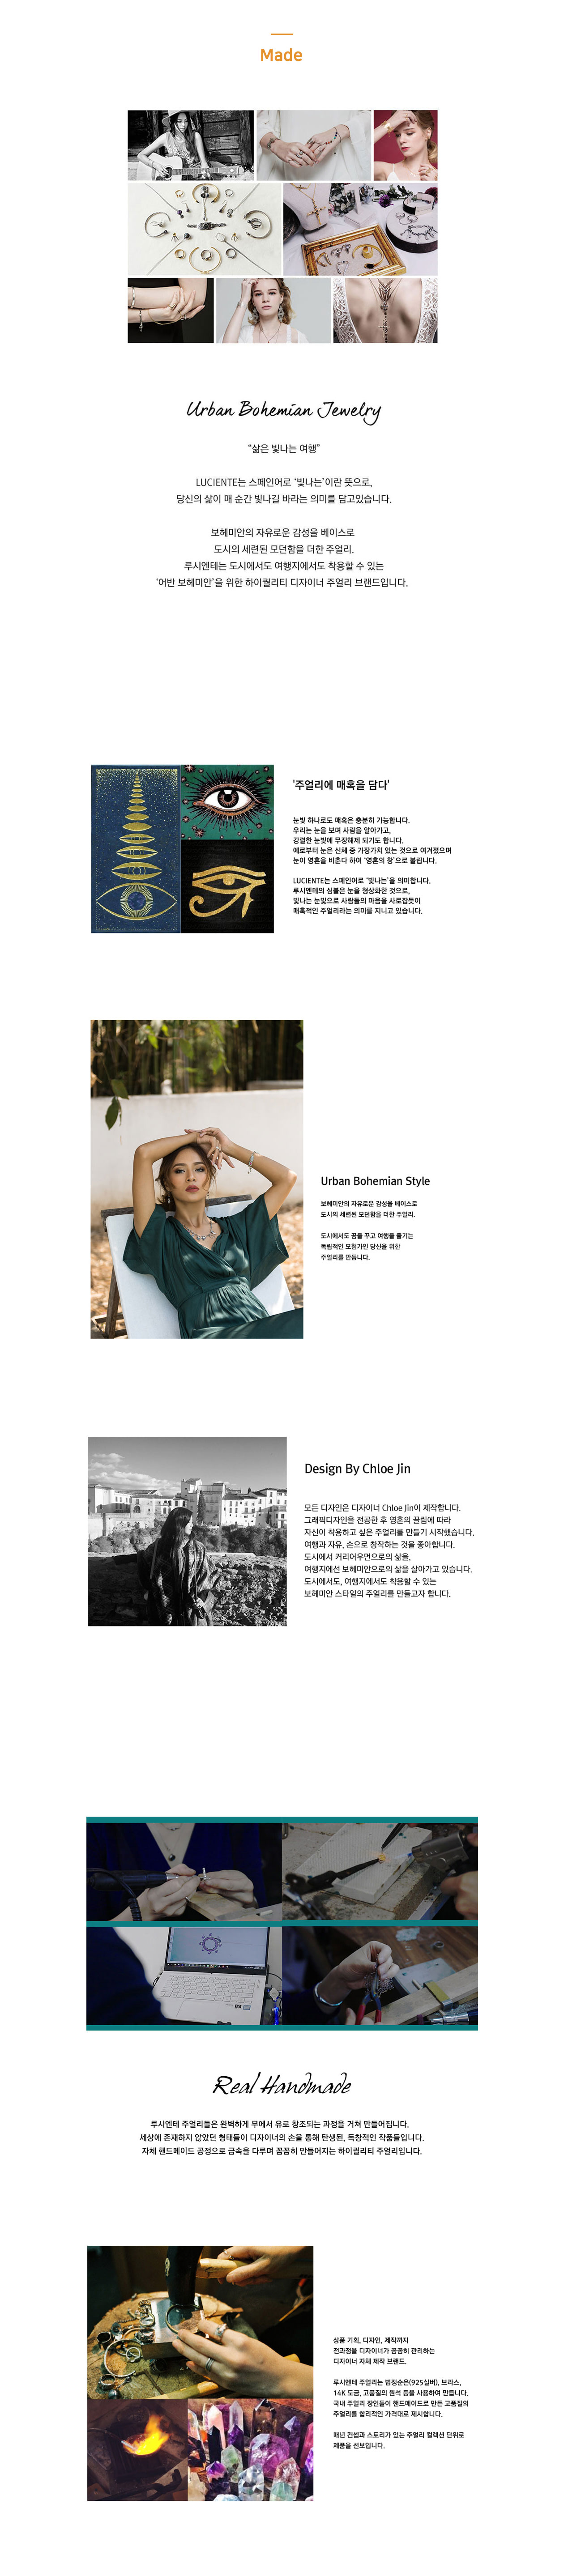 Made
Urban Bohemian Jewelry
"삶은 빛나는 여행"
LUCIENTE는 스페인어로 '빛나는'이란 뜻으로,
당신의 삶이 매 순간 빛나길 바라는 의미를 담고있습니다.
보헤미안의 자유로운 감성을 베이스로
도시의 세련된 모던함을 더한 주얼리.
루시엔테는 도시에서도 여행지에서도 착용할 수 있는
'어반 보헤미안'을 위한 하이퀄리티 디자이너 주얼리 브랜드입니다.
'주얼리에 매혹을 담다'
눈빛 하나로도 매혹은 충분히 가능합니다.
우리는 눈을 보며 사람을 알아가고,
강렬한 눈빛에 무장해제 되기도 합니다.
예로부터 눈은 신체 중 가장가치 있는 것으로 여겨졌으며
눈이 영혼을 비춘다 하여 '영혼의 창'으로 불립니다.
LUCIENTE는 스페인어로 '빛나는'을 의미합니다.
루시엔테의 심볼은 눈을 형상화한 것으로,
빛나는 눈빛으로 사람들의 마음을 사로잡듯이
매혹적인 주얼리라는 의미를 지니고 있습니다.
Urban Bohemian Style
보헤미안의 자유로운 감성을 베이스로
도시의 세련된 모던함을 더한 주얼리.
도시에서도 꿈을 꾸고 여행을 즐기는
독립적인 모험가인 당신을 위한
주얼리를 만듭니다.
Design By Chloe Jin
모든 디자인은 디자이너 Chloe Jin이 제작합니다.
그래픽디자인을 전공한 후 영혼의 끌림에 따라
자신이 착용하고 싶은 주얼리를 만들기 시작했습니다.
여행과 자유, 손으로 창작하는 것을 좋아합니다.
도시에서 커리어우먼으로의 삶을,
여행지에선 보헤미안으로의 삶을 살아가고 있습니다.
도시에서도, 여행지에서도 착용할 수 있는
보헤미안 스타일의 주얼리를 만들고자 합니다.
Real Handmade
루시엔테 주얼리들은 완벽하게 무에서 유로 창조되는 과정을 거쳐 만들어집니다.
세상에 존재하지 않았던 형태들이 디자이너의 손을 통해 탄생된, 독창적인 작품들입니다.
자체 핸드메이드 공정으로 금속을 다루며 꼼꼼히 만들어지는 하이퀄리티 주얼리입니다.
상품 기획, 디자인, 제작까지
전과정을 디자이너가 꼼꼼히 관리하는
디자이너 자체 제작 브랜드.
루시엔테 주얼리는 법정순은(925실버), 브라스,
14K 도금, 고품질의 원석 등을 사용하여 만듭니다.
국내 주얼리 장인들이 핸드메이드로 만든 고품질의
주얼리를 합리적인 가격대로 제시합니다.
매년 컨셉과 스토리가 있는 주얼리 컬렉션 단위로
제품을 선보입니다.